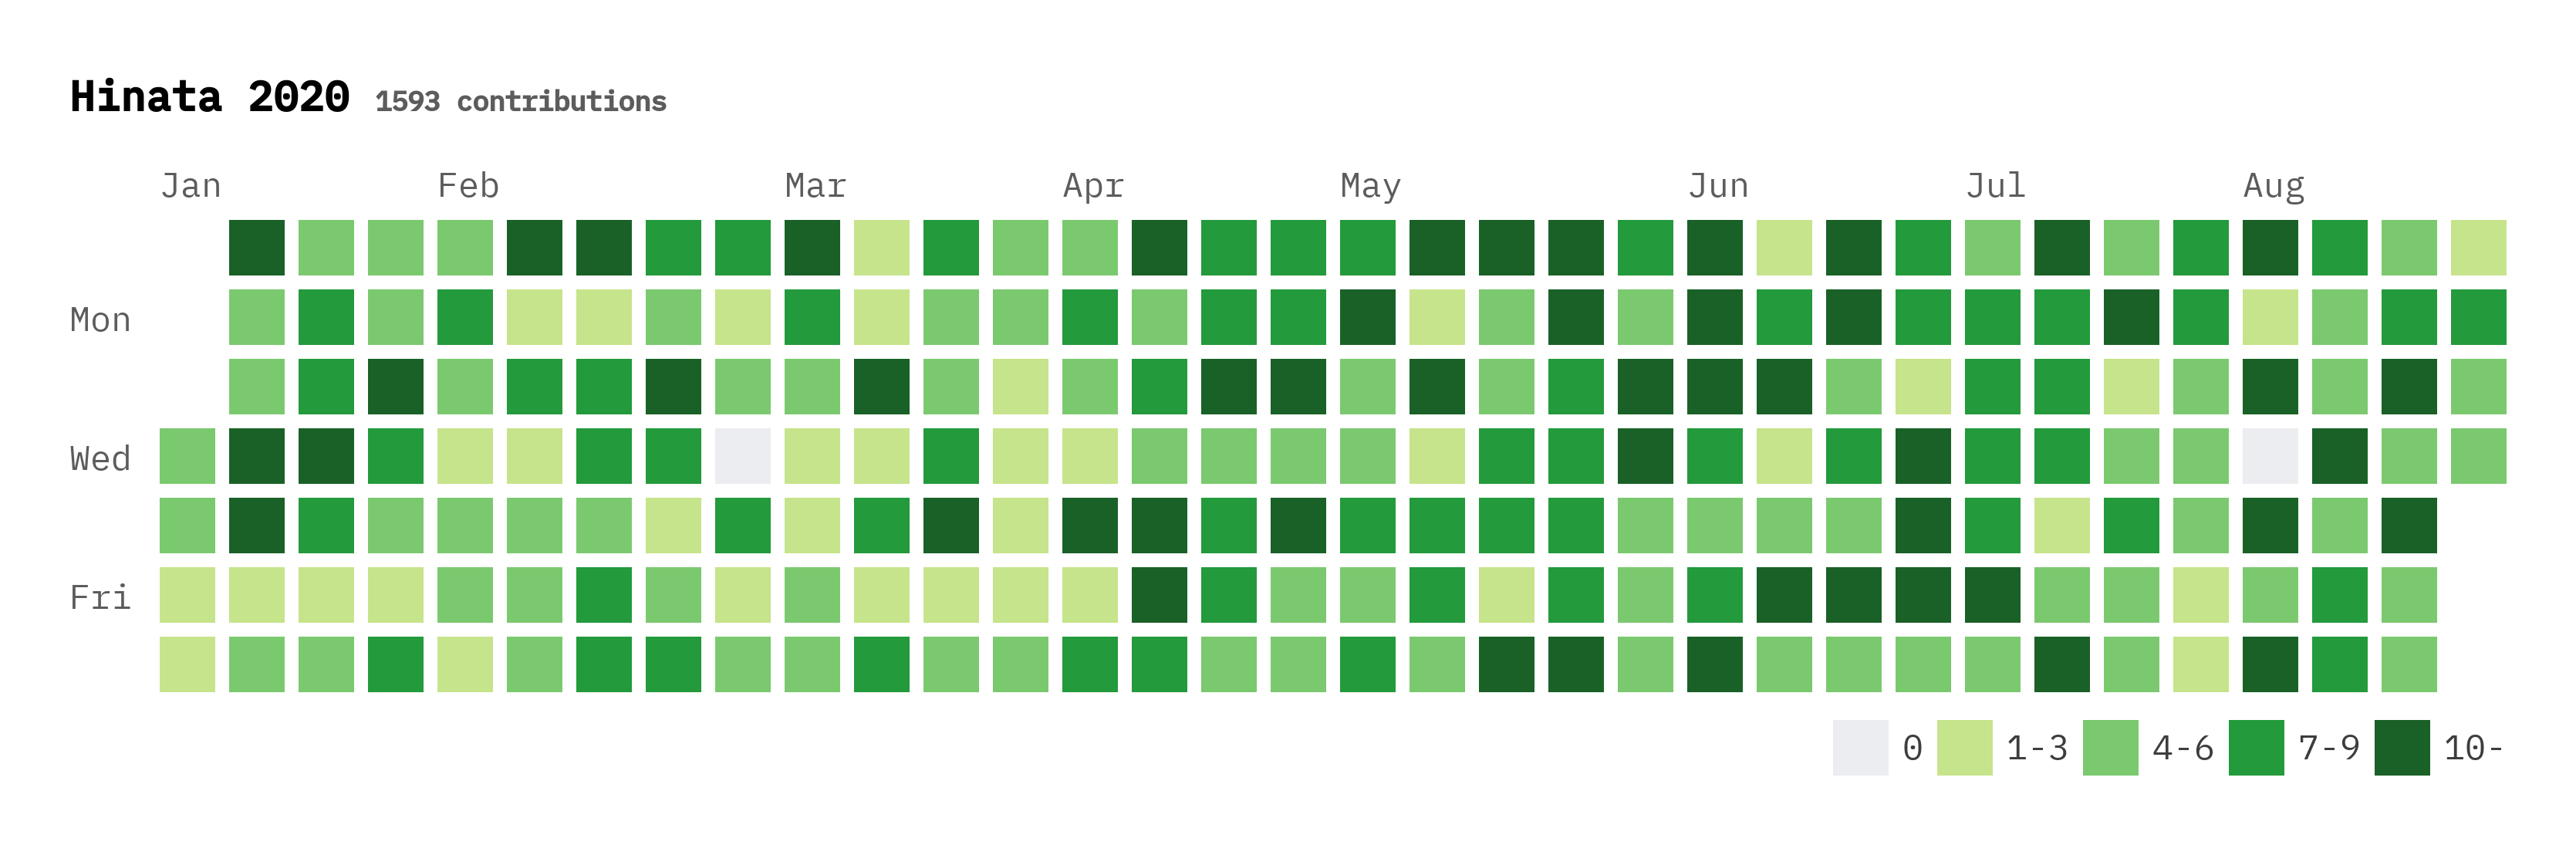 Hinata 2020 1593 contributions
Jan Feb Mar Apr May Jun Jul Aug
Mon
Wed
Fri
0 1-3 4-6 7-9 10-